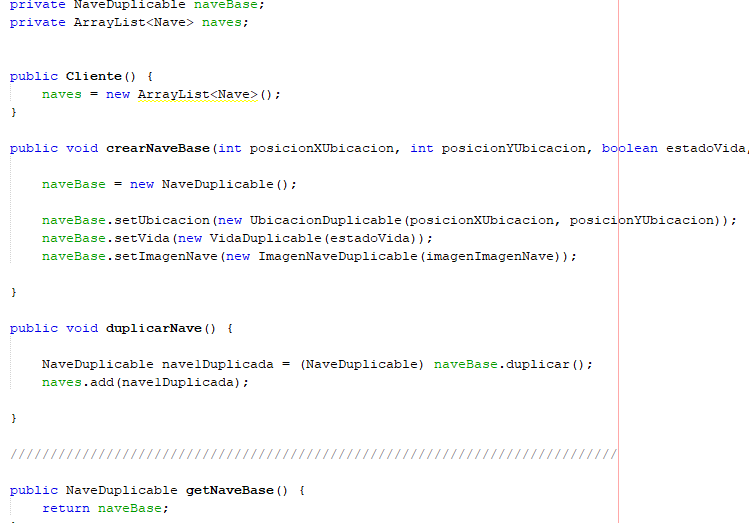 private NaveDuplicable naveBase;
private ArrayList<Nave> naves;
public Cliente() {
naves = new ArrayList<Nave>();
}
public void crearNaveBase(int posicionXUbicacion, int posicionYUbicacion, boolean estadoVida,
naveBase = new NaveDuplicable();
naveBase.setUbicacion(new UbicacionDuplicable(posicionXUbicacion, posicionYUbicacion));
naveBase.setVida(new VidaDuplicable(estadoVida));
naveBase.setImagenNave(new ImagenNaveDuplicable(imagenImagenNave));
}
public void duplicarNave() {
NaveDuplicable nave1Duplicada = (NaveDuplicable) naveBase.duplicar();
naves.add(nave1Duplicada);
}
////////////////////////////////////////////////////////////////////////////
public NaveDuplicable getNaveBase() {
return naveBase;